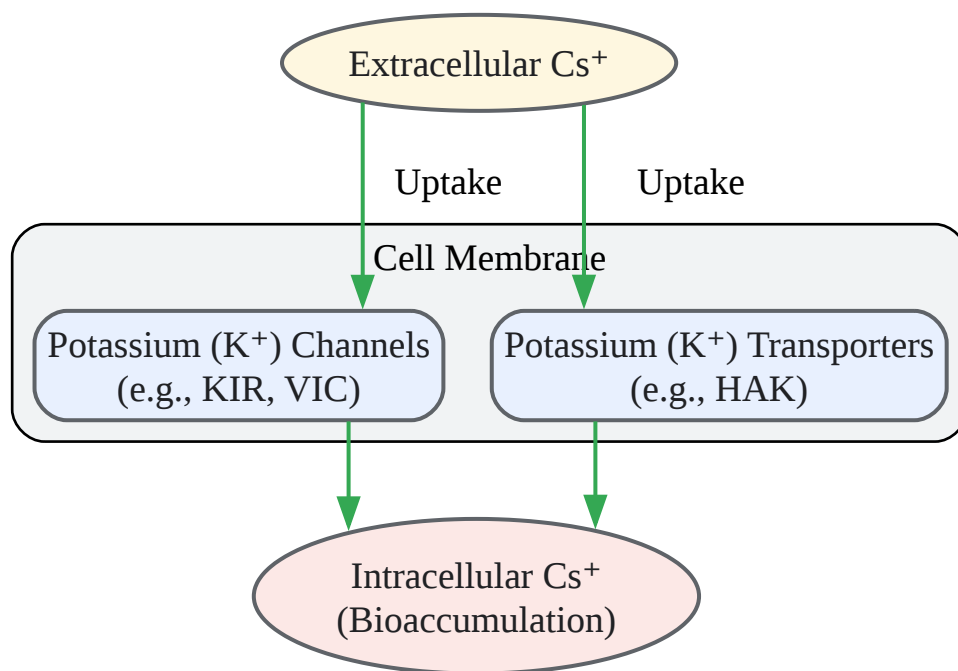 Extracellular Cs⁺
Uptake Uptake
Cell Membrane
Potassium (K⁺) Channels
(e.g., KIR, VIC)
Potassium (K⁺) Transporters
(e.g., HAK)
Intracellular Cs⁺
(Bioaccumulation)